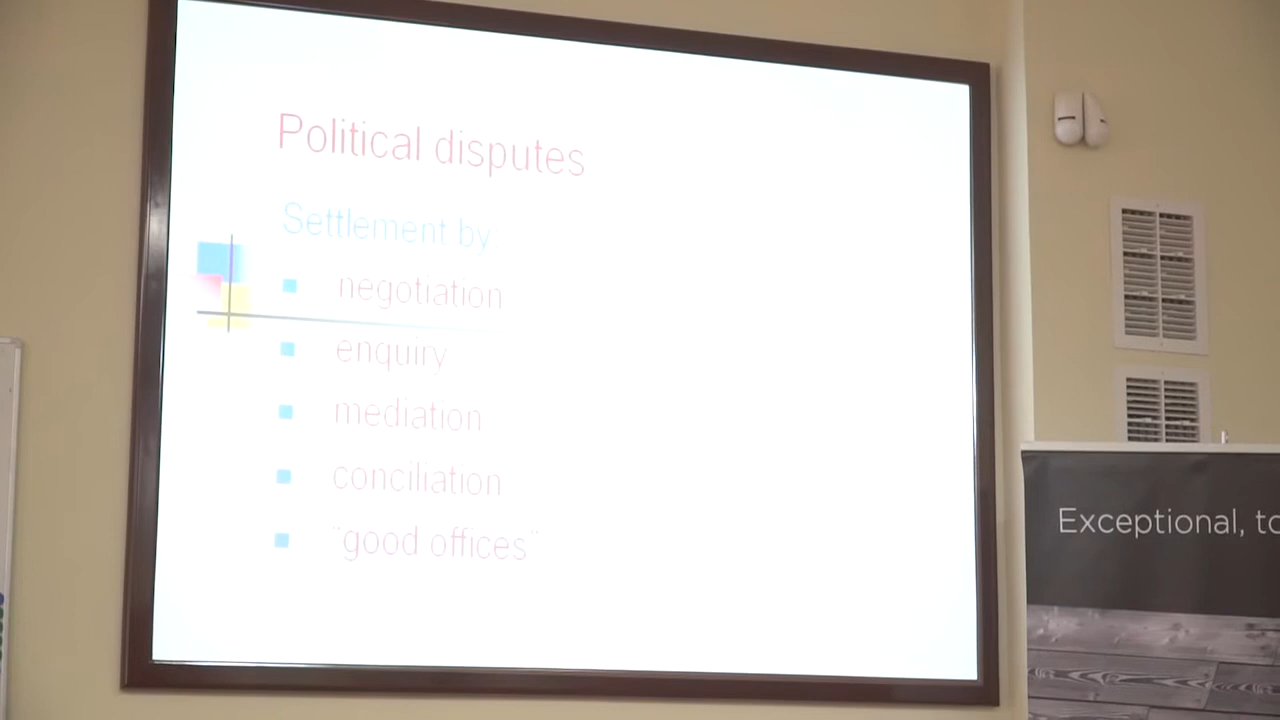 Political disputes
Settlement by
negotiation
enquiry
mediation
conciliation
"good offices"
Exceptional, to